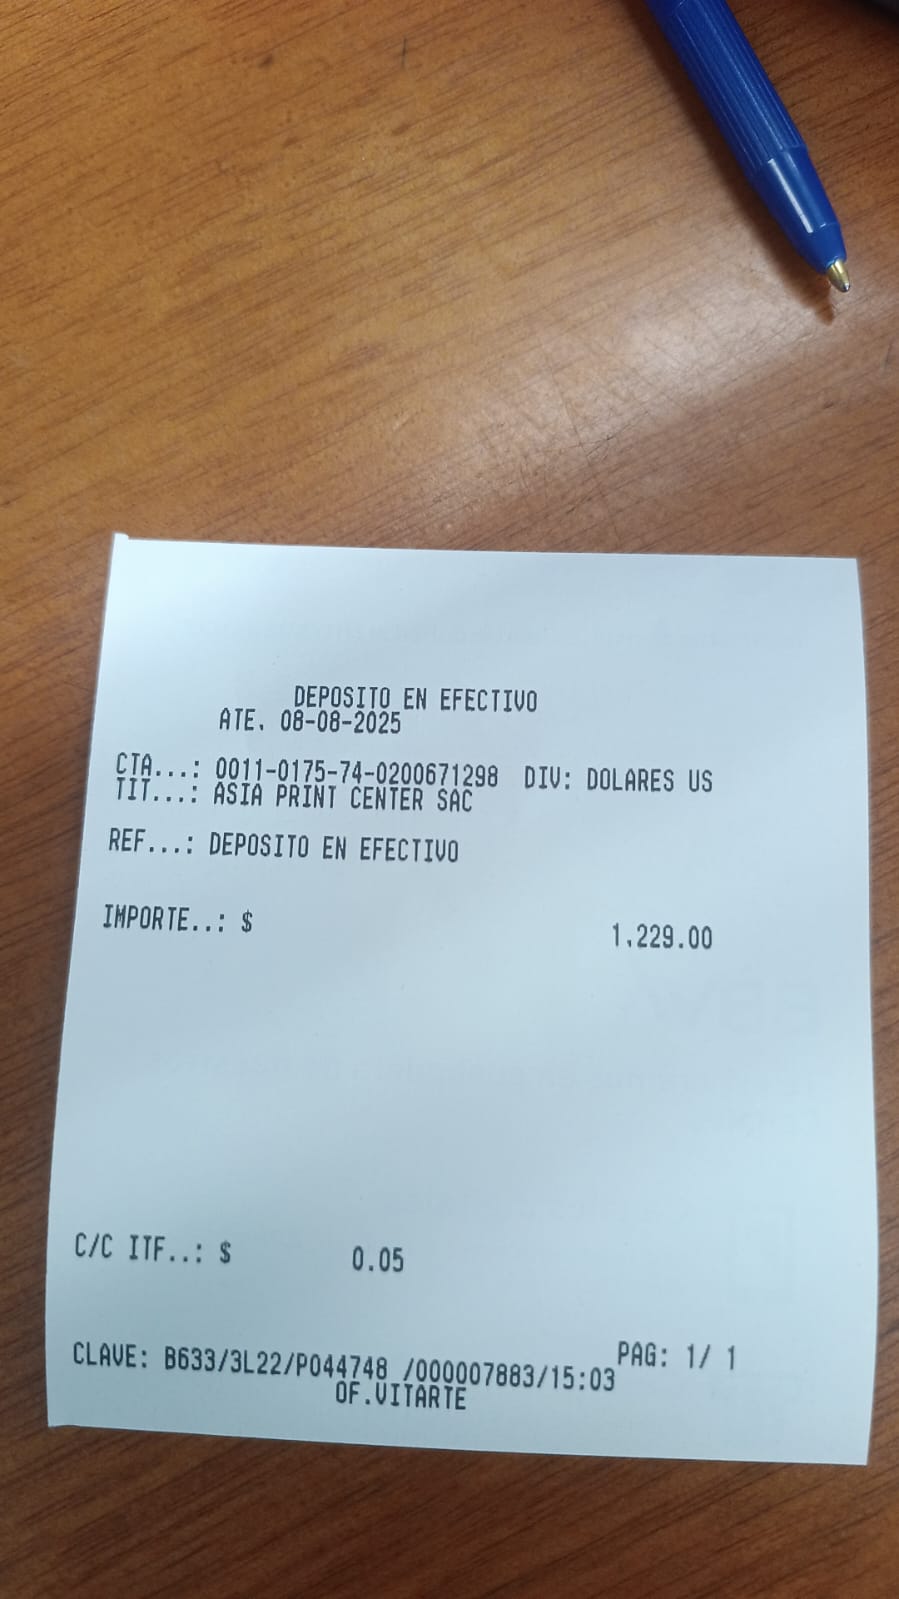 DEPOSITO EN EFECTIVO
ATE. 08-08-2025
CTA...: 0011-0175-74-0200671298 DIV: DOLARES US
TIT...: ASIA PRINT CENTER SAC
REF...: DEPOSITO EN EFECTIVO
IMPORTE..: $ 1,229.00
C/C ITF..: $ 0.05
PAG: 1/ 1
CLAVE: B633/3L22/P044748 /000007883/15:03
OF.VITARTE